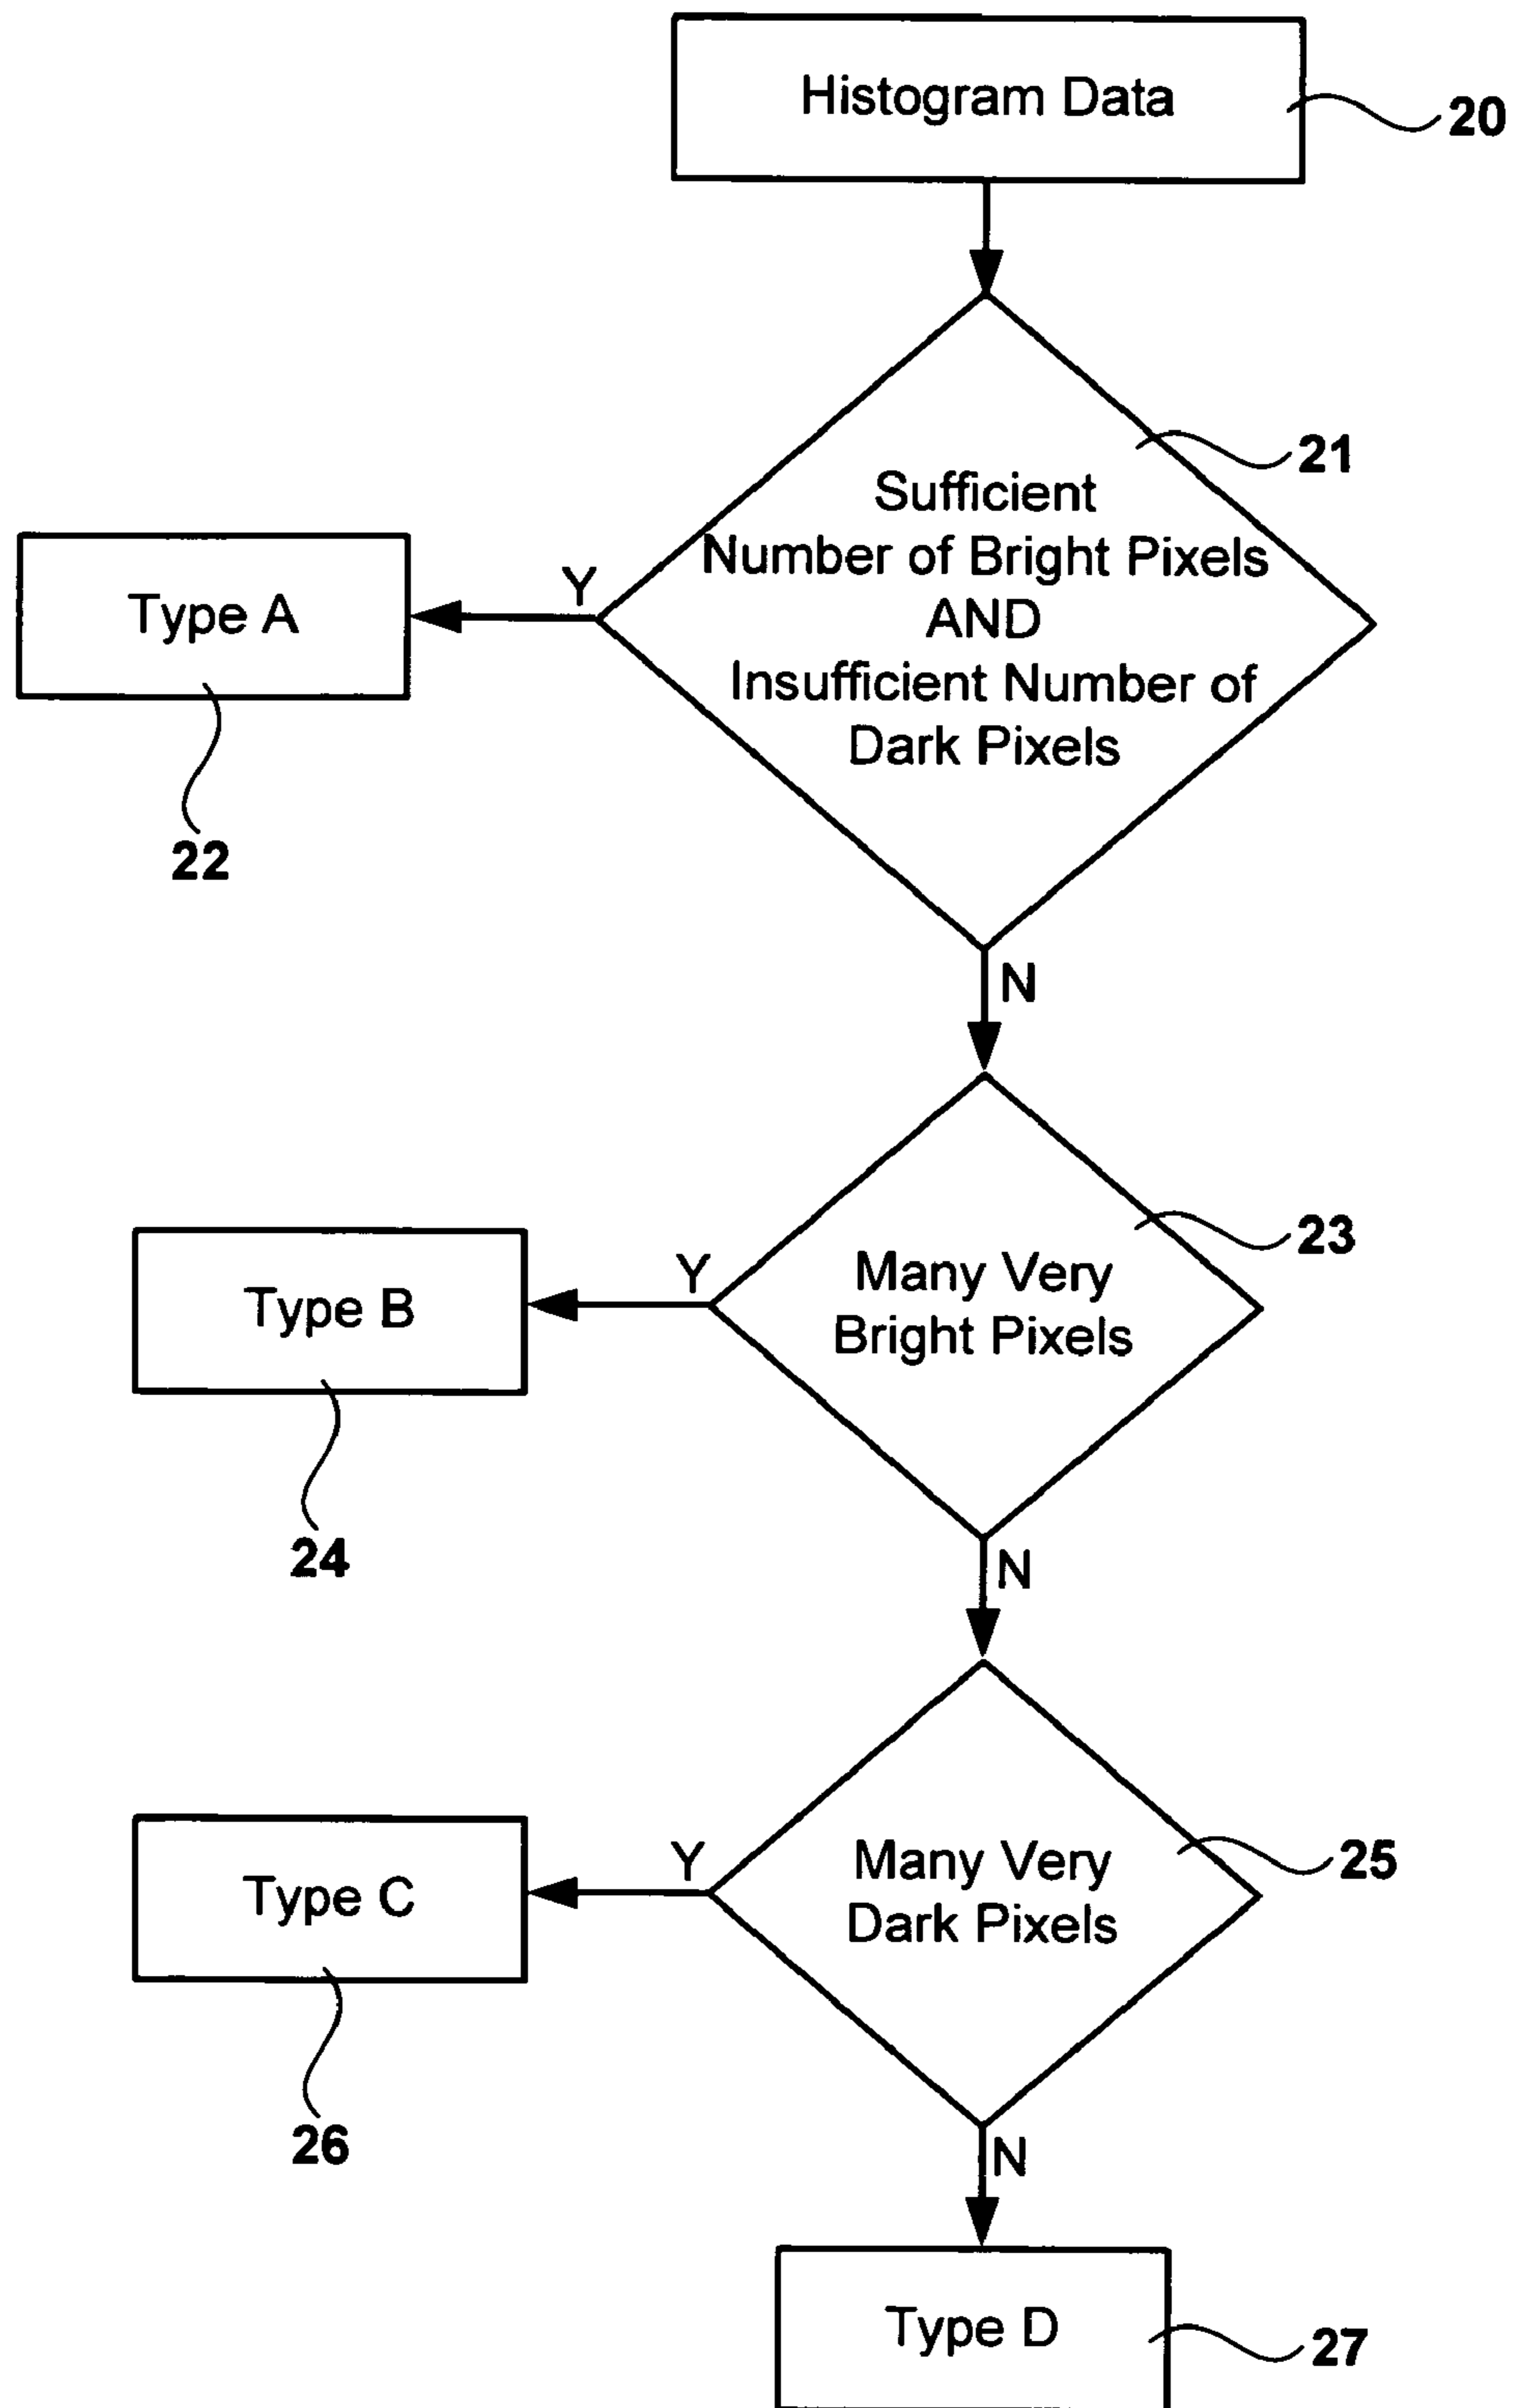 Histogram Data
20
21
Sufficient
Number of Bright Pixels
AND
Insufficient Number of
Dark Pixels
Y
Type A
22
N
23
Many Very
Bright Pixels
Y
Type B
24
N
25
Many Very
Dark Pixels
Y
Type C
26
N
Type D
27